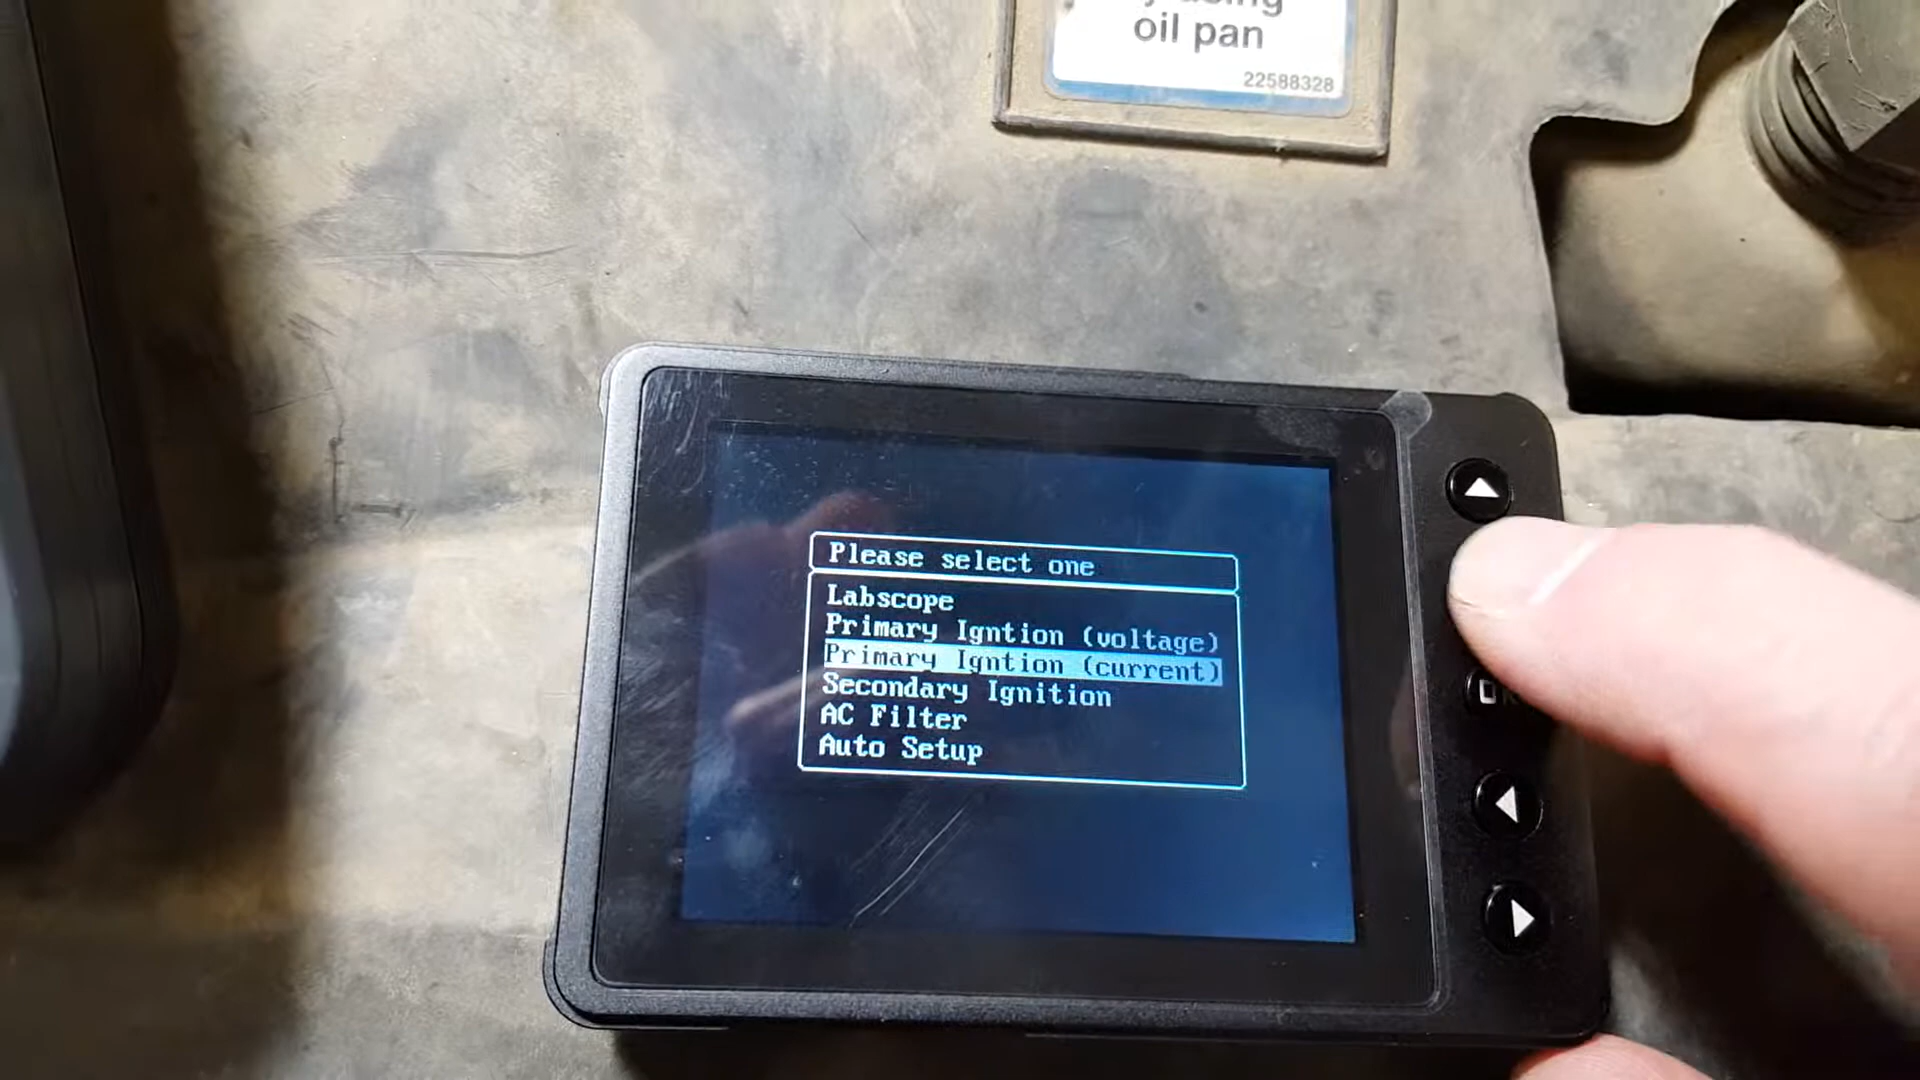 oil pan
22588328
Please select one
Labscope
Primary Igntion (voltage)
Primary Igntion (current)
Secondary Ignition
AC Filter
Auto Setup